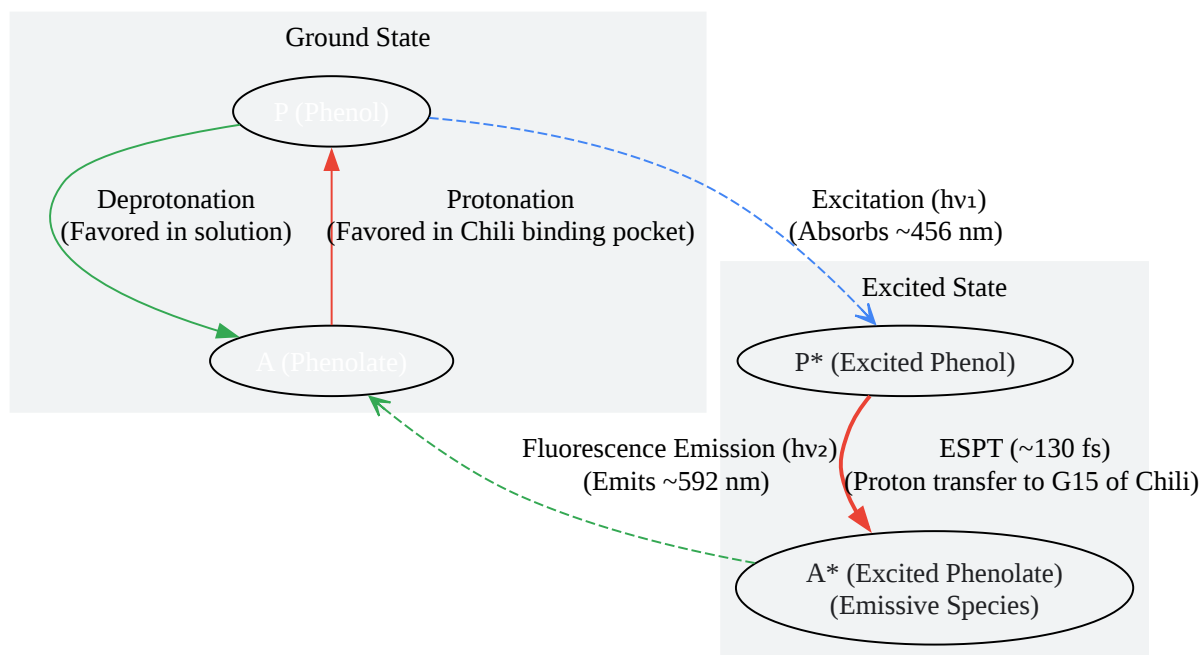 Ground State
P (Phenol)
Deprotonation
(Favored in solution)
Protonation
(Favored in Chili binding pocket)
Excitation (hν₁)
(Absorbs ~456 nm)
Excited State
A (Phenolate)
P* (Excited Phenol)
Fluorescence Emission (hν₂)
(Emits ~592 nm)
ESPT (~130 fs)
(Proton transfer to G15 of Chili)
A* (Excited Phenolate)
(Emissive Species)